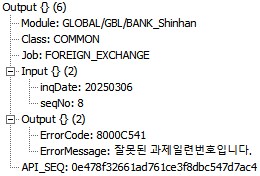 Output {} (6)
Module: GLOBAL/GBL/BANK_Shinhan
Class: COMMON
Job: FOREIGN_EXCHANGE
Input {} (2)
inqDate: 20250306
seqNo: 8
Output {} (2)
ErrorCode: 8000C541
ErrorMessage: 잘못된 과제일련번호입니다.
API_SEQ: 0e478f32661ad761ce3f8dbc547d7ac4